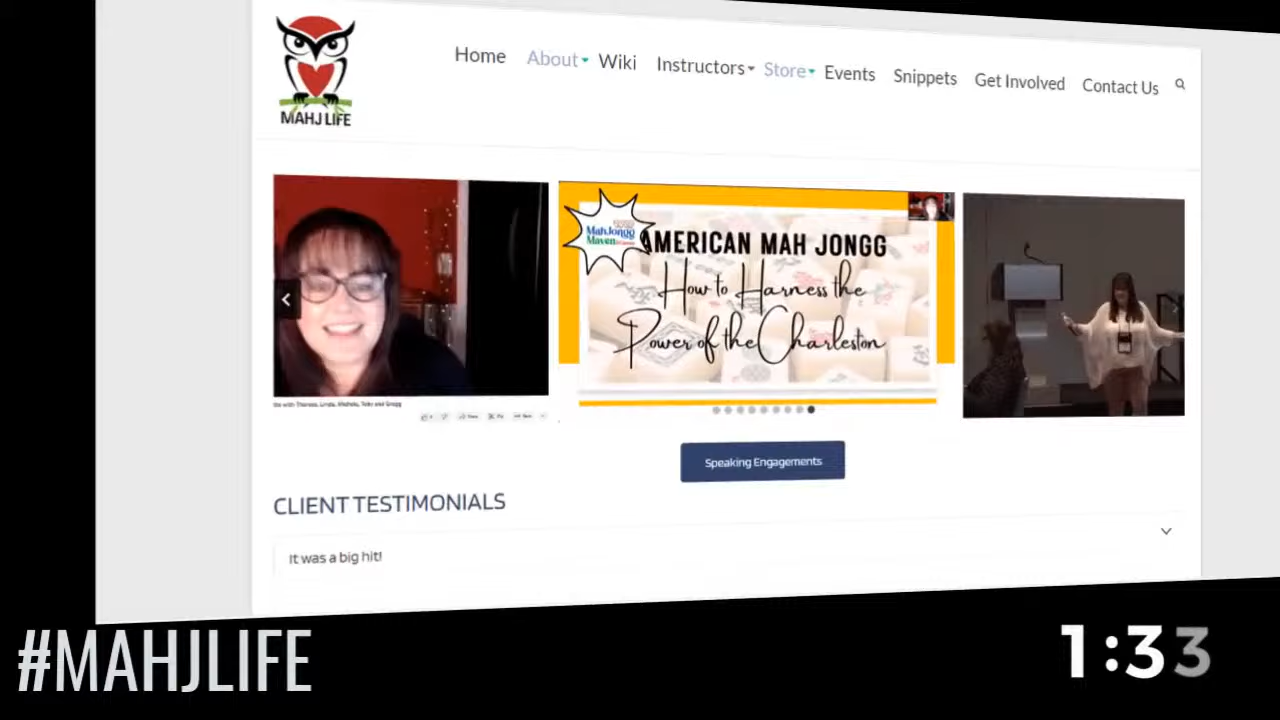 MAHJ LIFE
Home About Wiki Instructors Store Events Snippets Get Involved Contact Us
MahJongg
Maven
AMERICAN MAH JONGG
How to Harness the
Power of the Charleston
Speaking Engagements
CLIENT TESTIMONIALS
It was a big hit!
#MAHJLIFE
1:33